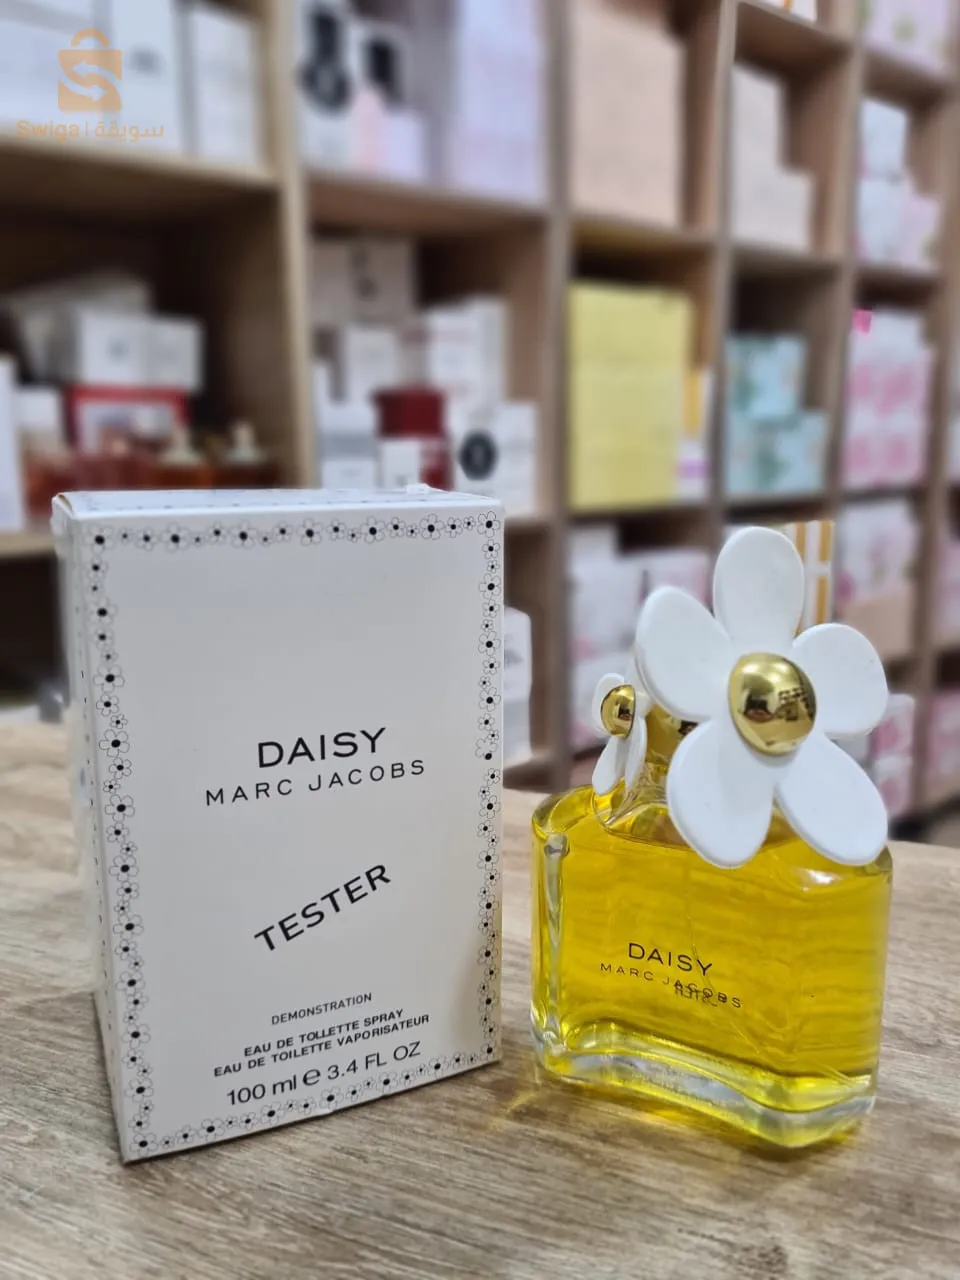 Swiga | سويقة
DAISY
MARC JACOBS
TESTER
DEMONSTRATION
EAU DE TOLLETTE SPRAY
EAU DE TOILETTE VAPORISATEUR
100 ml e 3.4 FL OZ
DAISY
MARC JACOBS